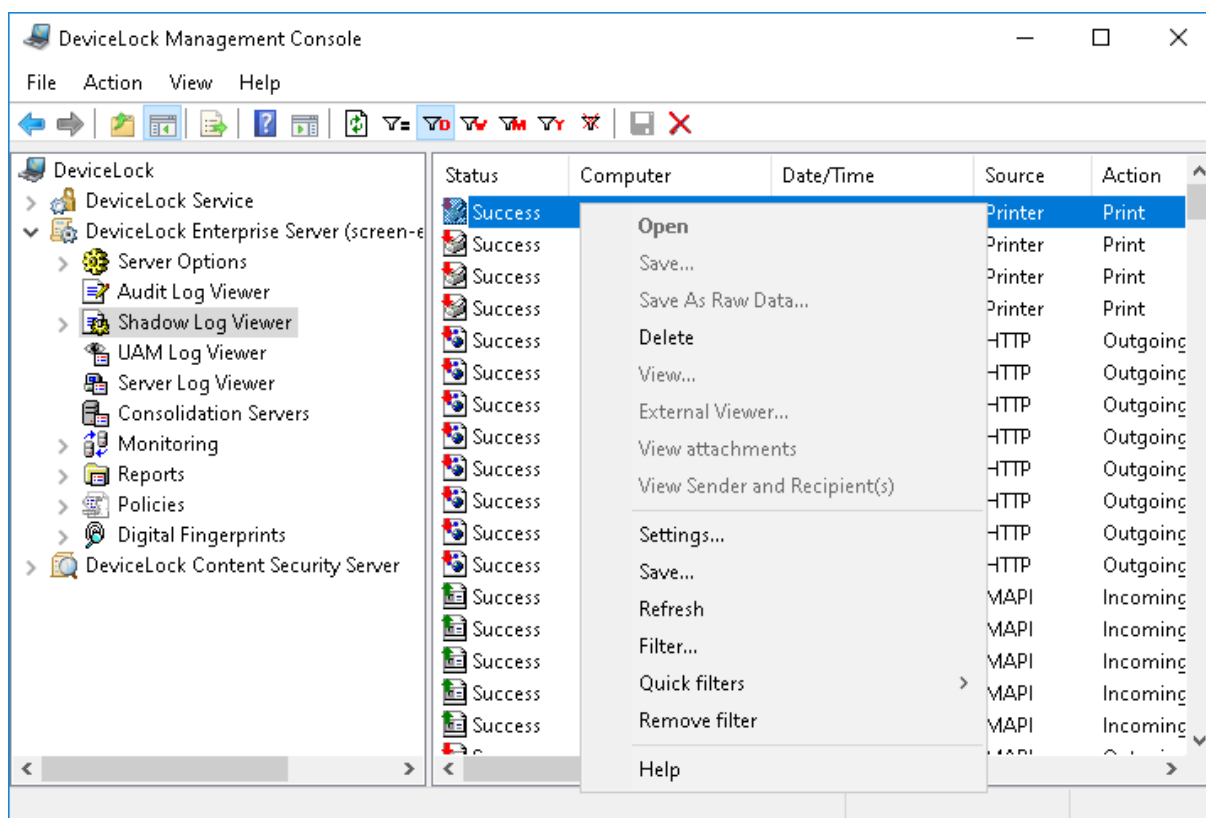 DeviceLock Management Console
File Action View Help
DeviceLock
DeviceLock Service
DeviceLock Enterprise Server (screen-e
Server Options
Audit Log Viewer
Shadow Log Viewer
UAM Log Viewer
Server Log Viewer
Consolidation Servers
Monitoring
Reports
Policies
Digital Fingerprints
DeviceLock Content Security Server
Status Computer Date/Time Source Action
Success Printer Print
Success Printer Print
Success Printer Print
Success Printer Print
Success HTTP Outgoing
Success HTTP Outgoing
Success HTTP Outgoing
Success HTTP Outgoing
Success HTTP Outgoing
Success HTTP Outgoing
Success HTTP Outgoing
Success HTTP Outgoing
Success MAPI Incoming
Success MAPI Incoming
Success MAPI Incoming
Success MAPI Incoming
Success MAPI Incoming
Open
Save...
Save As Raw Data...
Delete
View...
External Viewer...
View attachments
View Sender and Recipient(s)
Settings...
Save...
Refresh
Filter...
Quick filters
Remove filter
Help